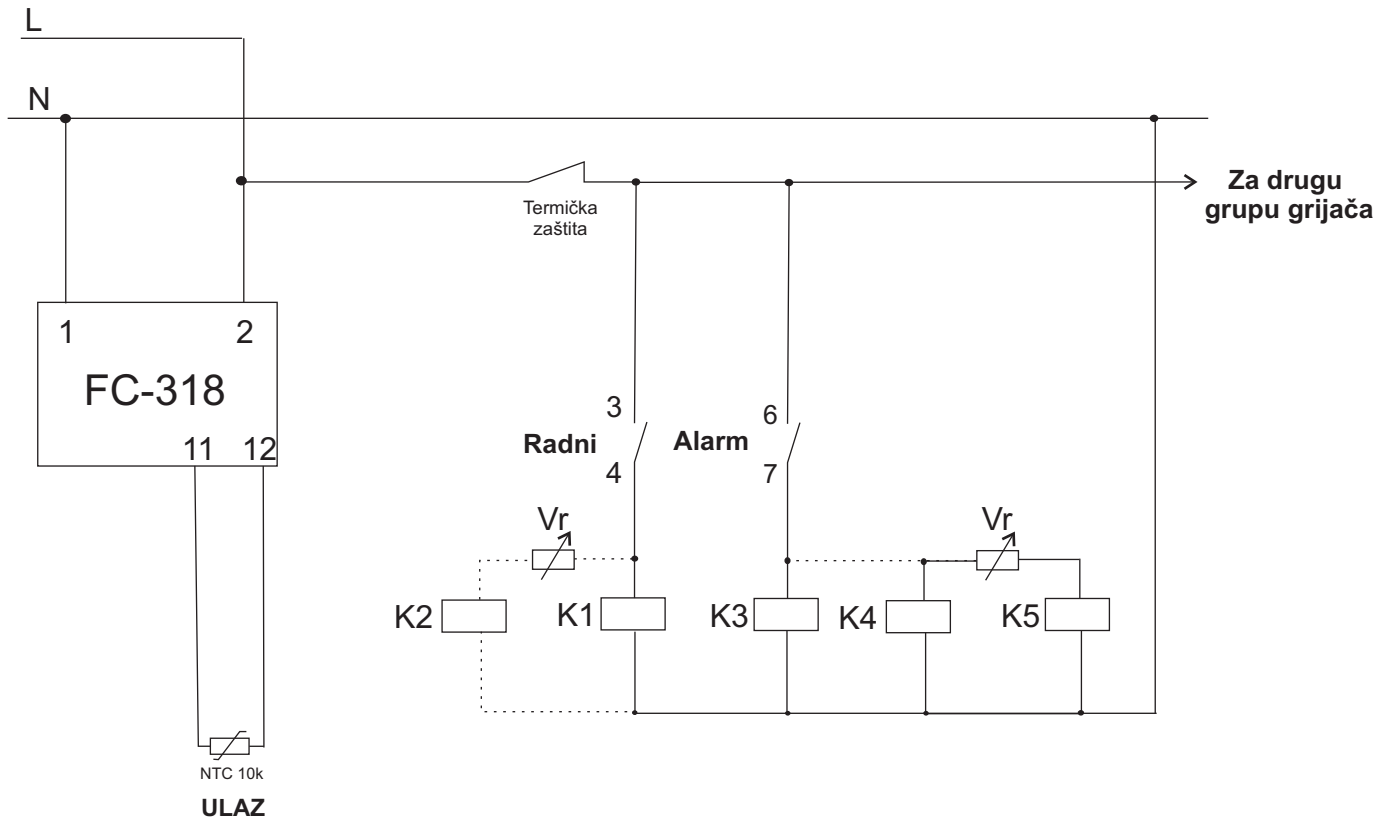 L
N
Termička
zaštita
Za drugu
grupu grijača
1 2
FC-318
11 12
3
Radni
4
6
Alarm
7
Vr
Vr
K2
K1
K3
K4
K5
NTC 10k
ULAZ